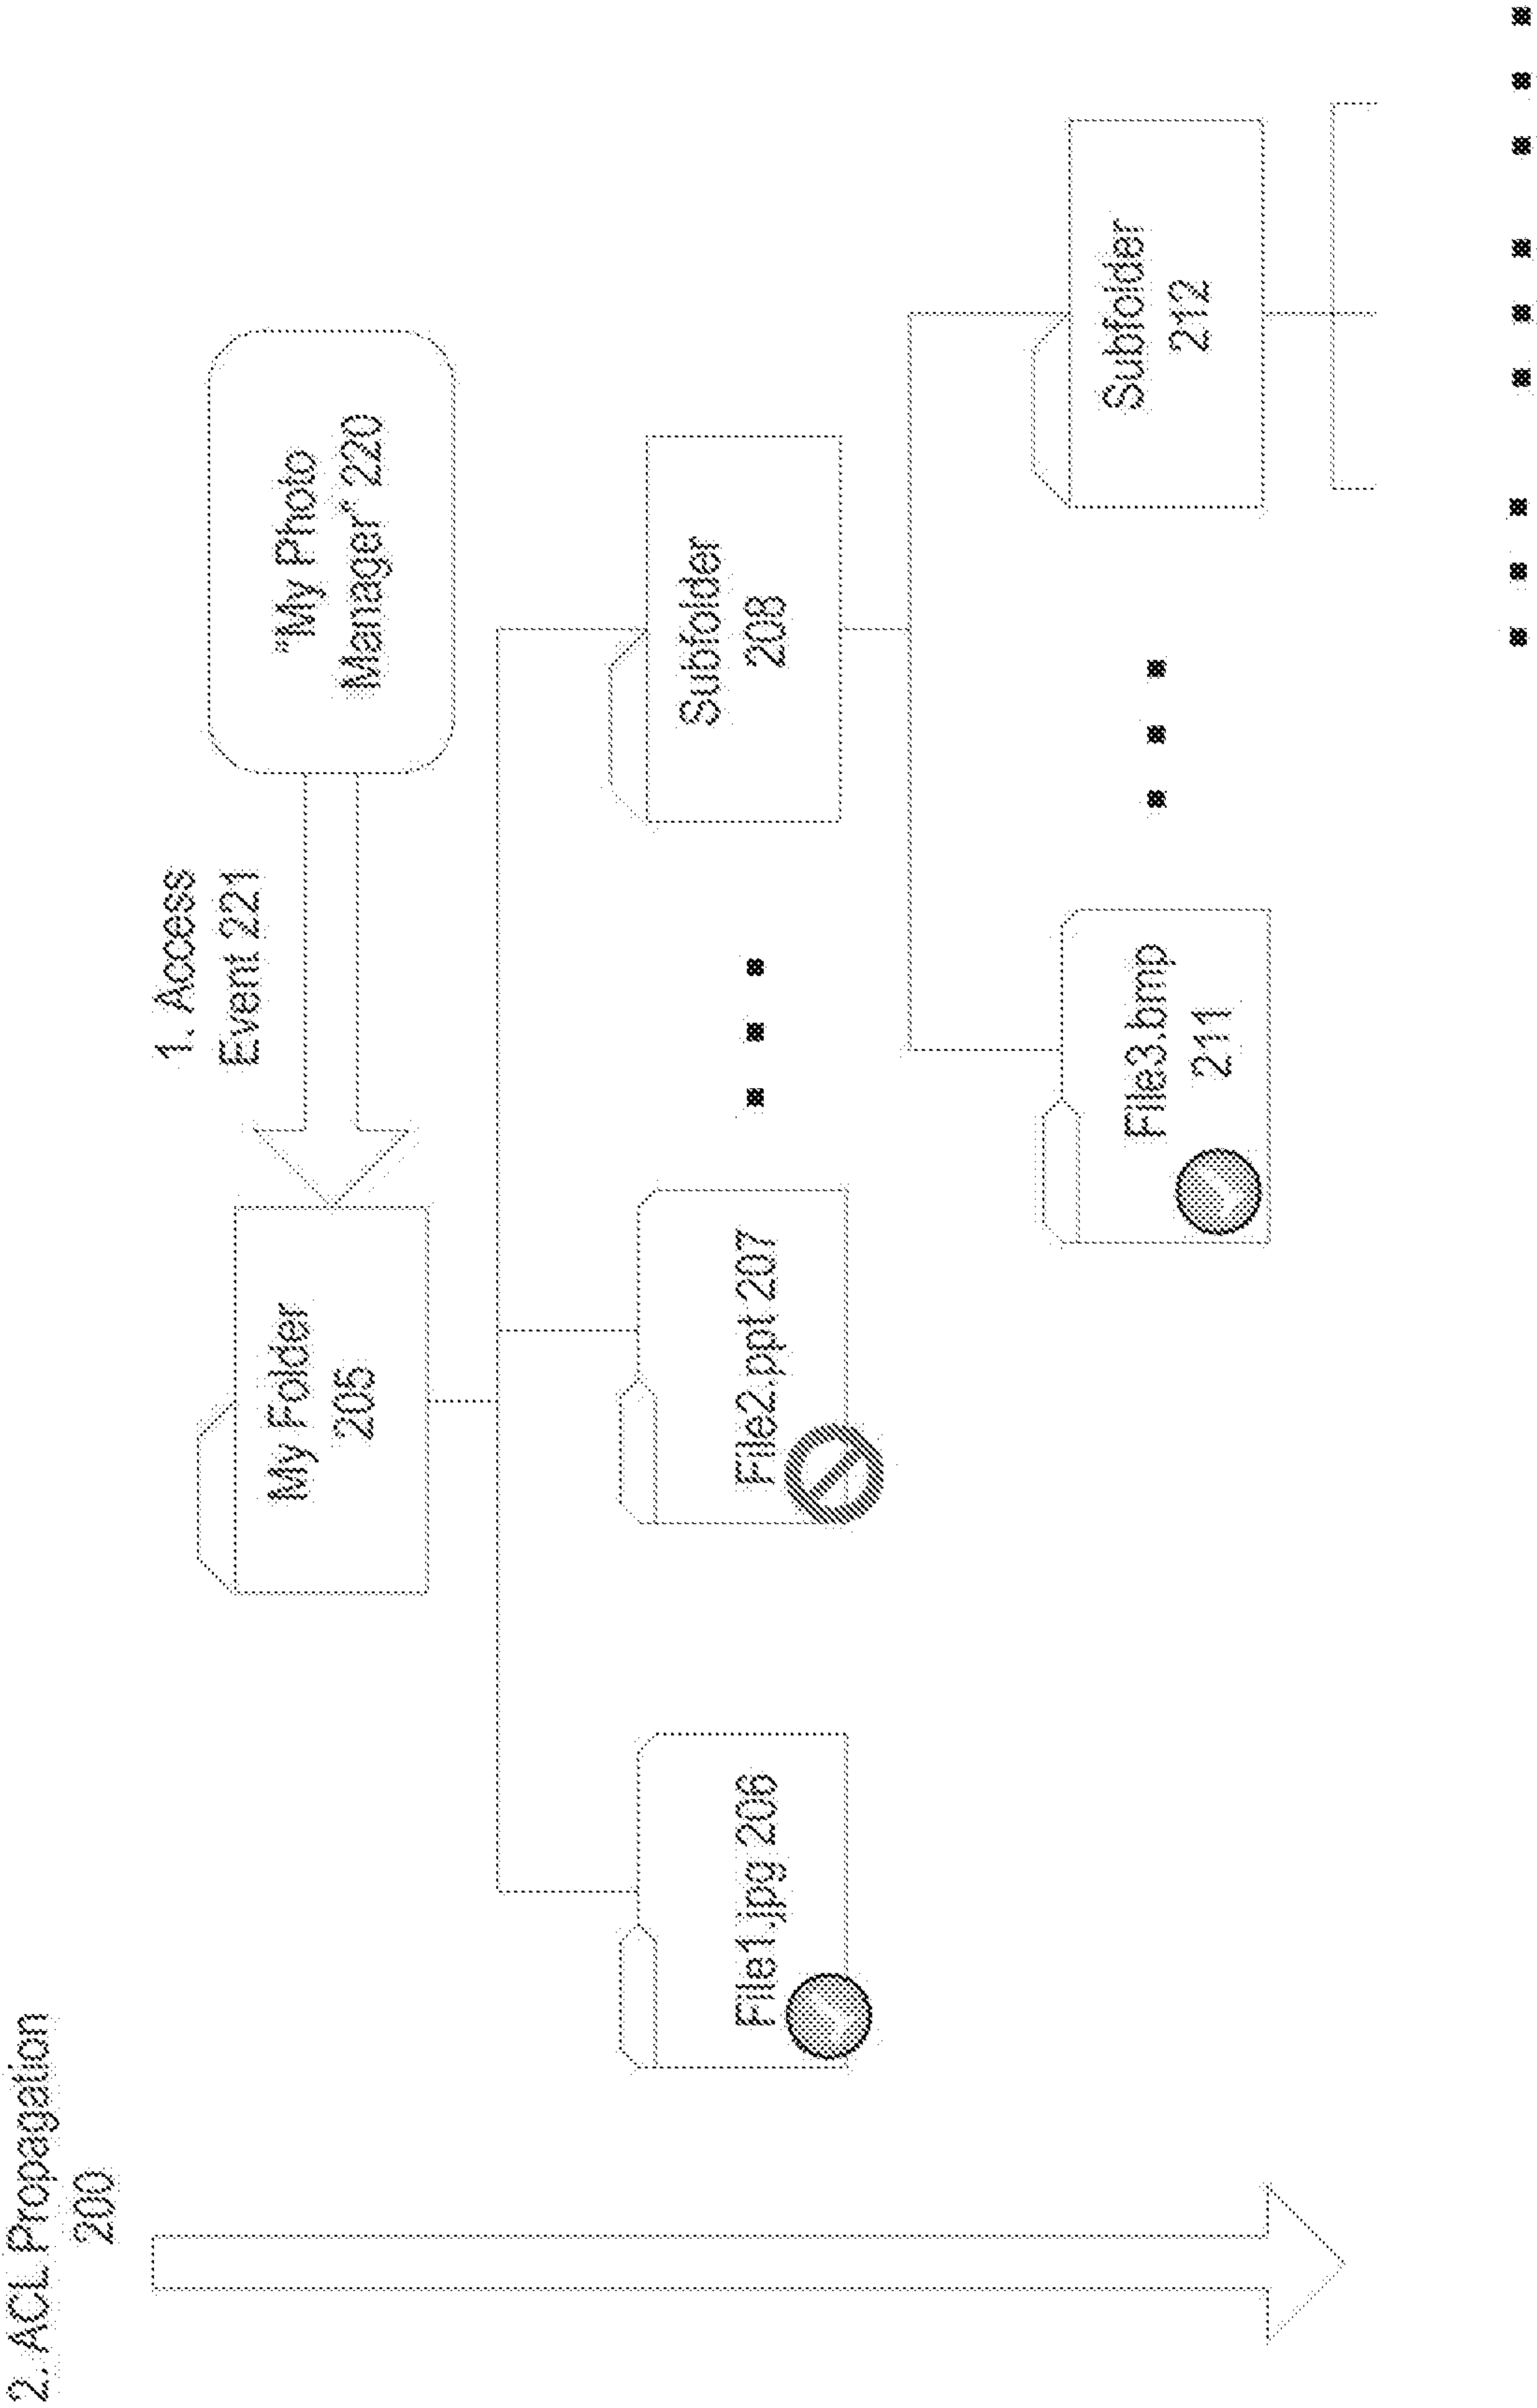 2. ACL Propagation
200
1. Access
Event 221
My Folder
205
"My Photo
Manager" 220
File1.jpg 206
File2.ppt 207
Subfolder
208
File3.bmp
211
Subfolder
212